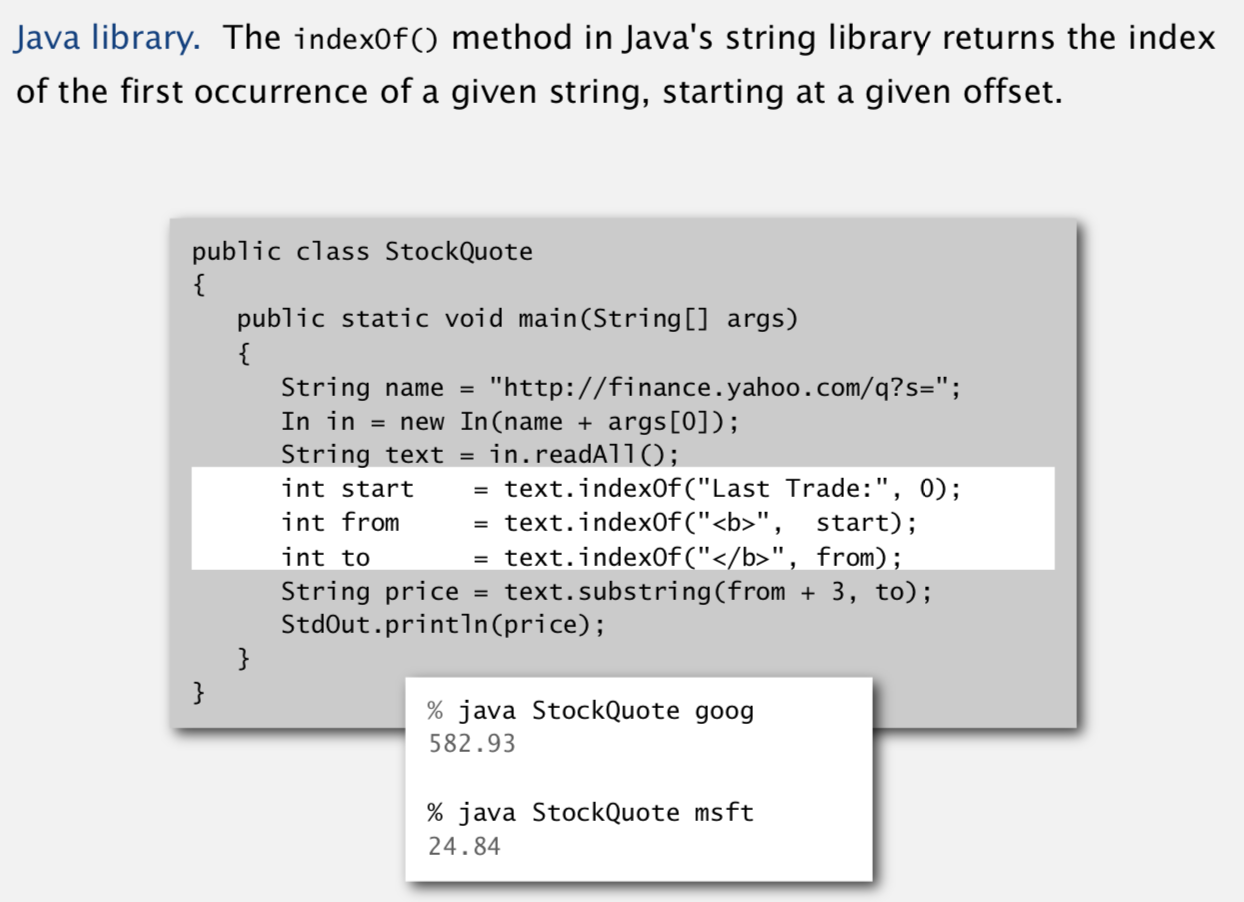 Java library. The indexOf() method in Java's string library returns the index
of the first occurrence of a given string, starting at a given offset.
public class StockQuote
{
   public static void main(String[] args)
   {
      String name = "http://finance.yahoo.com/q?s=";
      In in = new In(name + args[0]);
      String text = in.readAll();
      int start    = text.indexOf("Last Trade:", 0);
      int from     = text.indexOf("<b>",  start);
      int to       = text.indexOf("</b>", from);
      String price = text.substring(from + 3, to);
      StdOut.println(price);
   }
}
% java StockQuote goog
582.93
% java StockQuote msft
24.84